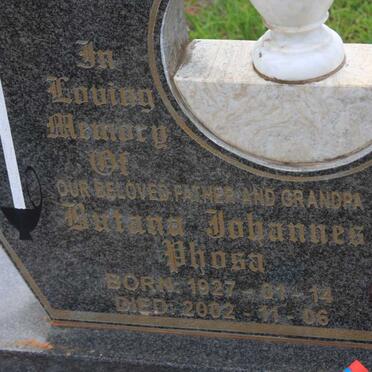 In
Loving
Memory
Of
OUR BELOVED FATHER AND GRANDPA
Butana Johannes
Phosa
BORN: 1927-01-14
DIED: 2002-11-06